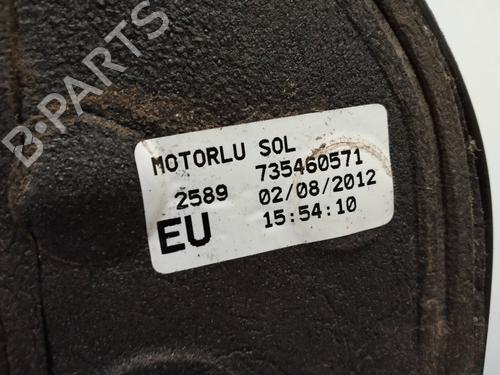 B-PARTS
MOTORLU SOL
2589 735460571
EU 02/08/2012
15:54:10